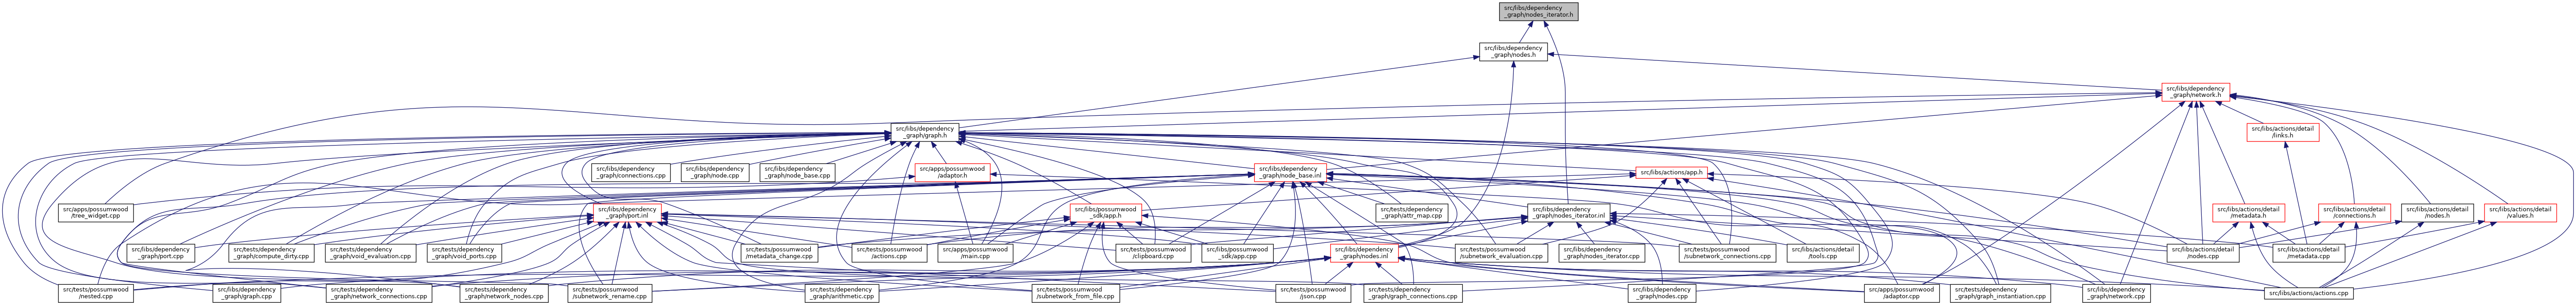 src/libs/dependency
_graph/nodes_iterator.h
src/libs/dependency
_graph/nodes.h
src/libs/dependency
_graph/network.h
src/libs/dependency
_graph/graph.h
src/libs/actions/detail
/links.h
src/libs/dependency
_graph/connections.cpp
src/libs/dependency
_graph/node.cpp
src/libs/dependency
_graph/node_base.cpp
src/apps/possumwood
/adaptor.h
src/libs/dependency
_graph/node_base.inl
src/libs/actions/app.h
src/apps/possumwood
/tree_widget.cpp
src/libs/dependency
_graph/port.inl
src/libs/possumwood
_sdk/app.h
src/tests/dependency
_graph/attr_map.cpp
src/libs/dependency
_graph/nodes_iterator.inl
src/libs/actions/detail
/metadata.h
src/libs/actions/detail
/connections.h
src/libs/actions/detail
/nodes.h
src/libs/actions/detail
/values.h
src/libs/dependency
_graph/port.cpp
src/tests/dependency
_graph/compute_dirty.cpp
src/tests/dependency
_graph/void_evaluation.cpp
src/tests/dependency
_graph/void_ports.cpp
src/tests/possumwood
/metadata_change.cpp
src/tests/possumwood
/actions.cpp
src/apps/possumwood
/main.cpp
src/tests/possumwood
/clipboard.cpp
src/libs/possumwood
_sdk/app.cpp
src/libs/dependency
_graph/nodes.inl
src/tests/possumwood
/subnetwork_evaluation.cpp
src/libs/dependency
_graph/nodes_iterator.cpp
src/tests/possumwood
/subnetwork_connections.cpp
src/libs/actions/detail
/tools.cpp
src/libs/actions/detail
/nodes.cpp
src/libs/actions/detail
/metadata.cpp
src/tests/possumwood
/nested.cpp
src/libs/dependency
_graph/graph.cpp
src/tests/dependency
_graph/network_connections.cpp
src/tests/dependency
_graph/network_nodes.cpp
src/tests/possumwood
/subnetwork_rename.cpp
src/tests/dependency
_graph/arithmetic.cpp
src/tests/possumwood
/subnetwork_from_file.cpp
src/tests/possumwood
/json.cpp
src/tests/dependency
_graph/graph_connections.cpp
src/libs/dependency
_graph/nodes.cpp
src/apps/possumwood
/adaptor.cpp
src/tests/dependency
_graph/graph_instantiation.cpp
src/libs/dependency
_graph/network.cpp
src/libs/actions/actions.cpp